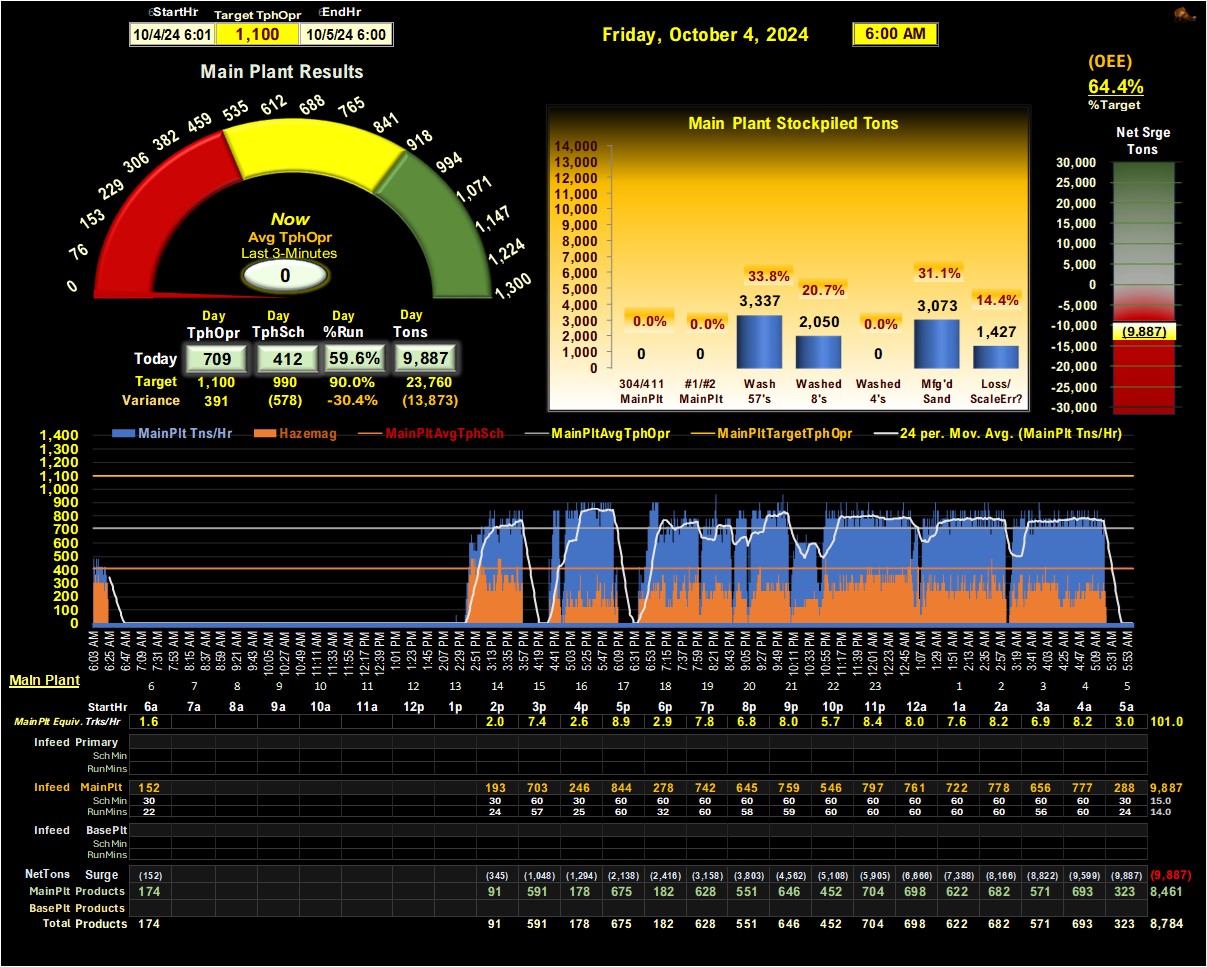 StartHr Target TphOpr EndHr
10/4/24 6:01 1,100 10/5/24 6:00
Friday, October 4, 2024 6:00 AM
Main Plant Results
0 76 153 229 306 382 459 535 612 688 765 841 918 994 1,071 1,147 1,224 1,300
Now
Avg TphOpr
Last 3-Minutes
0
Day Day Day Day
TphOpr TphSch %Run Tons
Today 709 412 59.6% 9,887
Target 1,100 990 90.0% 23,760
Variance 391 (578) -30.4% (13,873)
Main Plant Stockpiled Tons
14,000
13,000
12,000
11,000
10,000
9,000
8,000
7,000
6,000
5,000
4,000
3,000
2,000
1,000
0
0.0% 0.0% 33.8% 20.7% 0.0% 31.1% 14.4%
0 0 3,337 2,050 0 3,073 1,427
304/411 #1/#2 Wash Washed Washed Mfg'd Loss/
MainPlt MainPlt 57's 8's 4's Sand ScaleErr?
(OEE)
64.4%
%Target
Net Srge
Tons
30,000
25,000
20,000
15,000
10,000
5,000
0
-5,000
-10,000
-15,000
-20,000
-25,000
-30,000
(9,887)
MainPlt Tns/Hr Hazemag MainPltAvgTphSch MainPltAvgTphOpr MainPltTargetTphOpr 24 per. Mov. Avg. (MainPlt Tns/Hr)
1,400
1,300
1,200
1,100
1,000
900
800
700
600
500
400
300
200
100
0
6:03 AM 6:25 AM 6:47 AM 7:09 AM 7:31 AM 7:53 AM 8:15 AM 8:37 AM 8:59 AM 9:21 AM 9:43 AM 10:05 AM 10:27 AM 10:49 AM 11:11 AM 11:33 AM 11:55 AM 12:17 PM 12:39 PM 1:01 PM 1:23 PM 1:45 PM 2:07 PM 2:29 PM 2:51 PM 3:13 PM 3:35 PM 3:57 PM 4:19 PM 4:41 PM 5:03 PM 5:25 PM 5:47 PM 6:09 PM 6:31 PM 6:53 PM 7:15 PM 7:37 PM 7:59 PM 8:21 PM 8:43 PM 9:05 PM 9:27 PM 9:49 PM 10:11 PM 10:33 PM 10:55 PM 11:17 PM 11:39 PM 12:01 AM 12:23 AM 12:45 AM 1:07 AM 1:29 AM 1:51 AM 2:13 AM 2:35 AM 2:57 AM 3:19 AM 3:41 AM 4:03 AM 4:25 AM 4:47 AM 5:09 AM 5:31 AM 5:53 AM
Main Plant
6 7 8 9 10 11 12 13 14 15 16 17 18 19 20 21 22 23 1 2 3 4 5
StartHr 6a 7a 8a 9a 10a 11a 12p 1p 2p 3p 4p 5p 6p 7p 8p 9p 10p 11p 12a 1a 2a 3a 4a 5a
MainPlt Equiv. Trks/Hr 1.6 2.0 7.4 2.6 8.9 2.9 7.8 6.8 8.0 5.7 8.4 8.0 7.6 8.2 6.9 8.2 3.0 101.0
Infeed Primary
Sch Min
RunMins
Infeed MainPlt 152 193 703 246 844 278 742 645 759 546 797 761 722 778 656 777 288 9,887
Sch Min 30 30 60 30 60 60 60 60 60 60 60 60 60 60 60 60 30 15.0
RunMins 22 24 57 25 60 32 60 58 59 60 60 60 60 60 56 60 24 14.0
Infeed BasePlt
Sch Min
RunMins
NetTons Surge (152) (345) (1,048) (1,294) (2,138) (2,416) (3,158) (3,803) (4,562) (5,108) (5,905) (6,666) (7,388) (8,166) (8,822) (9,599) (9,887) (9,887)
MainPlt Products 174 91 591 178 675 182 628 551 646 452 704 698 622 682 571 693 323 8,461
BasePlt Products
Total Products 174 91 591 178 675 182 628 551 646 452 704 698 622 682 571 693 323 8,784